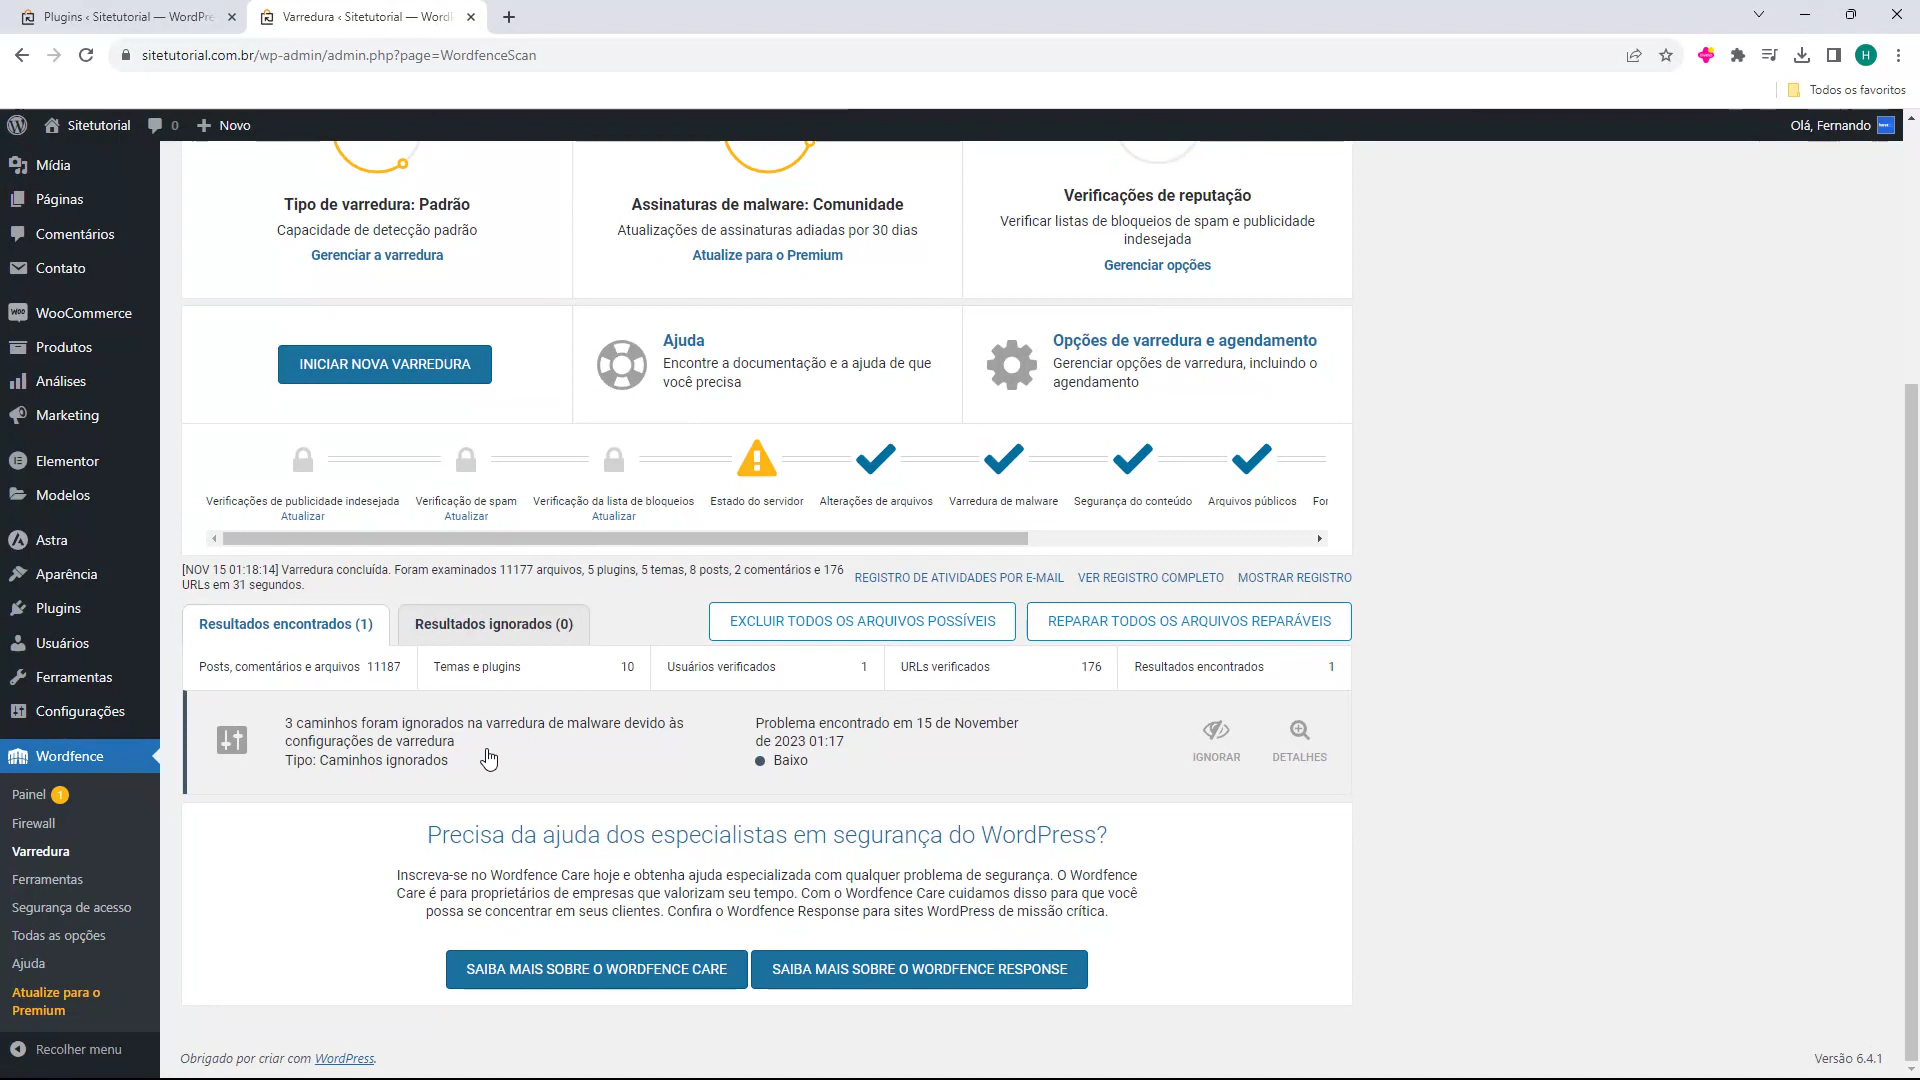 Plugins ‹ Sitetutorial — WordPre
Varredura ‹ Sitetutorial — Word
sitetutorial.com.br/wp-admin/admin.php?page=WordfenceScan
H
Todos os favoritos
Sitetutorial
0
Novo
Olá, Fernando
Mídia
Páginas
Comentários
Contato
WooCommerce
Produtos
Análises
Marketing
Elementor
Modelos
Astra
Aparência
Plugins
Usuários
Ferramentas
Configurações
Wordfence
Painel 1
Firewall
Varredura
Ferramentas
Segurança de acesso
Todas as opções
Ajuda
Atualize para o
Premium
Recolher menu
Tipo de varredura: Padrão
Capacidade de detecção padrão
Gerenciar a varredura
Assinaturas de malware: Comunidade
Atualizações de assinaturas adiadas por 30 dias
Atualize para o Premium
Verificações de reputação
Verificar listas de bloqueios de spam e publicidade
indesejada
Gerenciar opções
INICIAR NOVA VARREDURA
Ajuda
Encontre a documentação e a ajuda de que
você precisa
Opções de varredura e agendamento
Gerenciar opções de varredura, incluindo o
agendamento
Verificações de publicidade indesejada
Atualizar
Verificação de spam
Atualizar
Verificação da lista de bloqueios
Atualizar
Estado do servidor
Alterações de arquivos
Varredura de malware
Segurança do conteúdo
Arquivos públicos
For
[NOV 15 01:18:14] Varredura concluída. Foram examinados 11177 arquivos, 5 plugins, 5 temas, 8 posts, 2 comentários e 176
URLs em 31 segundos.
REGISTRO DE ATIVIDADES POR E-MAIL
VER REGISTRO COMPLETO
MOSTRAR REGISTRO
Resultados encontrados (1)
Resultados ignorados (0)
EXCLUIR TODOS OS ARQUIVOS POSSÍVEIS
REPARAR TODOS OS ARQUIVOS REPARÁVEIS
Posts, comentários e arquivos 11187
Temas e plugins 10
Usuários verificados 1
URLs verificados 176
Resultados encontrados 1
3 caminhos foram ignorados na varredura de malware devido às
configurações de varredura
Tipo: Caminhos ignorados
Problema encontrado em 15 de November
de 2023 01:17
Baixo
IGNORAR
DETALHES
Precisa da ajuda dos especialistas em segurança do WordPress?
Inscreva-se no Wordfence Care hoje e obtenha ajuda especializada com qualquer problema de segurança. O Wordfence
Care é para proprietários de empresas que valorizam seu tempo. Com o Wordfence Care cuidamos disso para que você
possa se concentrar em seus clientes. Confira o Wordfence Response para sites WordPress de missão crítica.
SAIBA MAIS SOBRE O WORDFENCE CARE
SAIBA MAIS SOBRE O WORDFENCE RESPONSE
Obrigado por criar com WordPress.
Versão 6.4.1